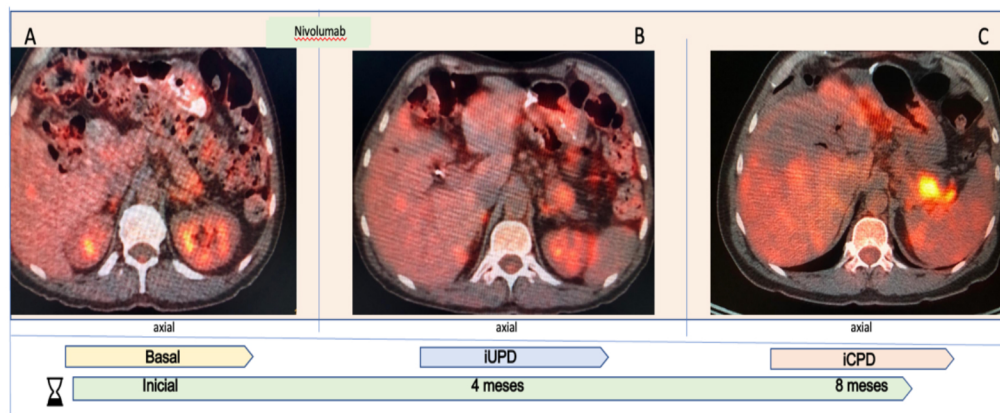 Nivolumab
A
B
C
axial
axial
axial
Basal
iUPD
iCPD
Inicial
4 meses
8 meses